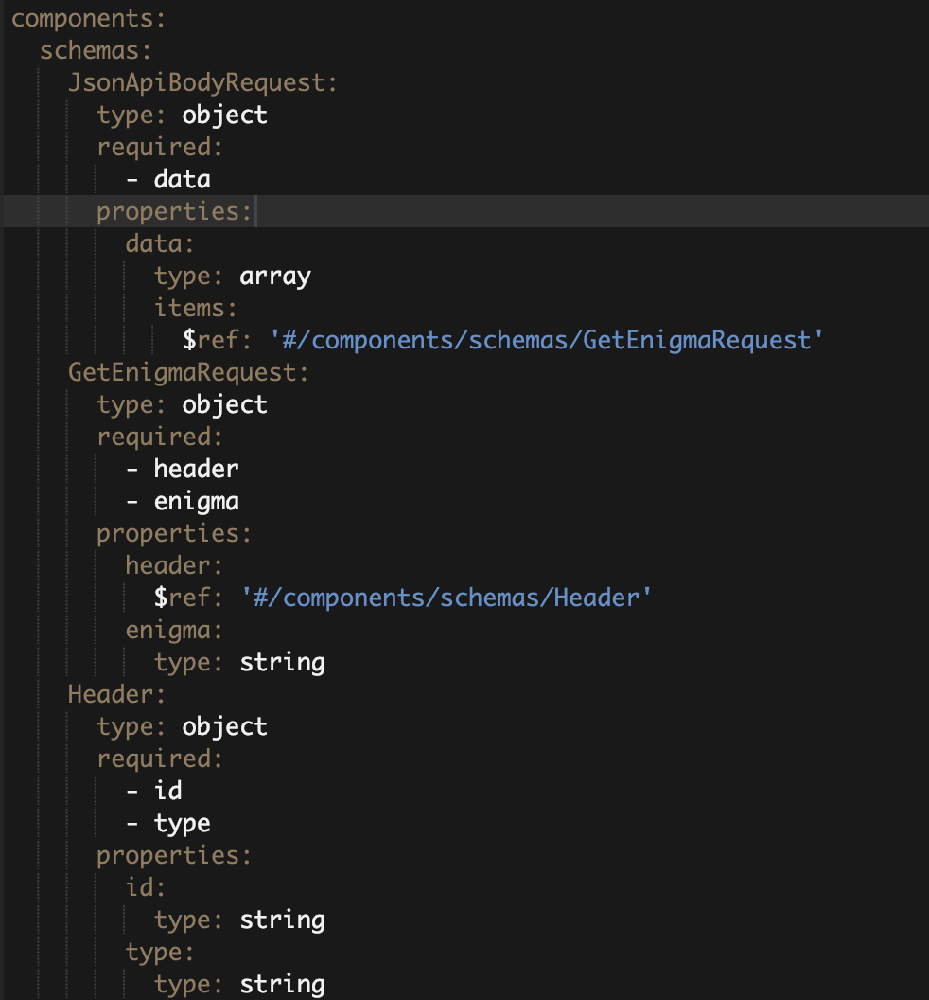 components:
  schemas:
    JsonApiBodyRequest:
      type: object
      required:
        - data
      properties:
        data:
          type: array
          items:
            $ref: '#/components/schemas/GetEnigmaRequest'
    GetEnigmaRequest:
      type: object
      required:
        - header
        - enigma
      properties:
        header:
          $ref: '#/components/schemas/Header'
        enigma:
          type: string
    Header:
      type: object
      required:
        - id
        - type
      properties:
        id:
          type: string
        type:
          type: string